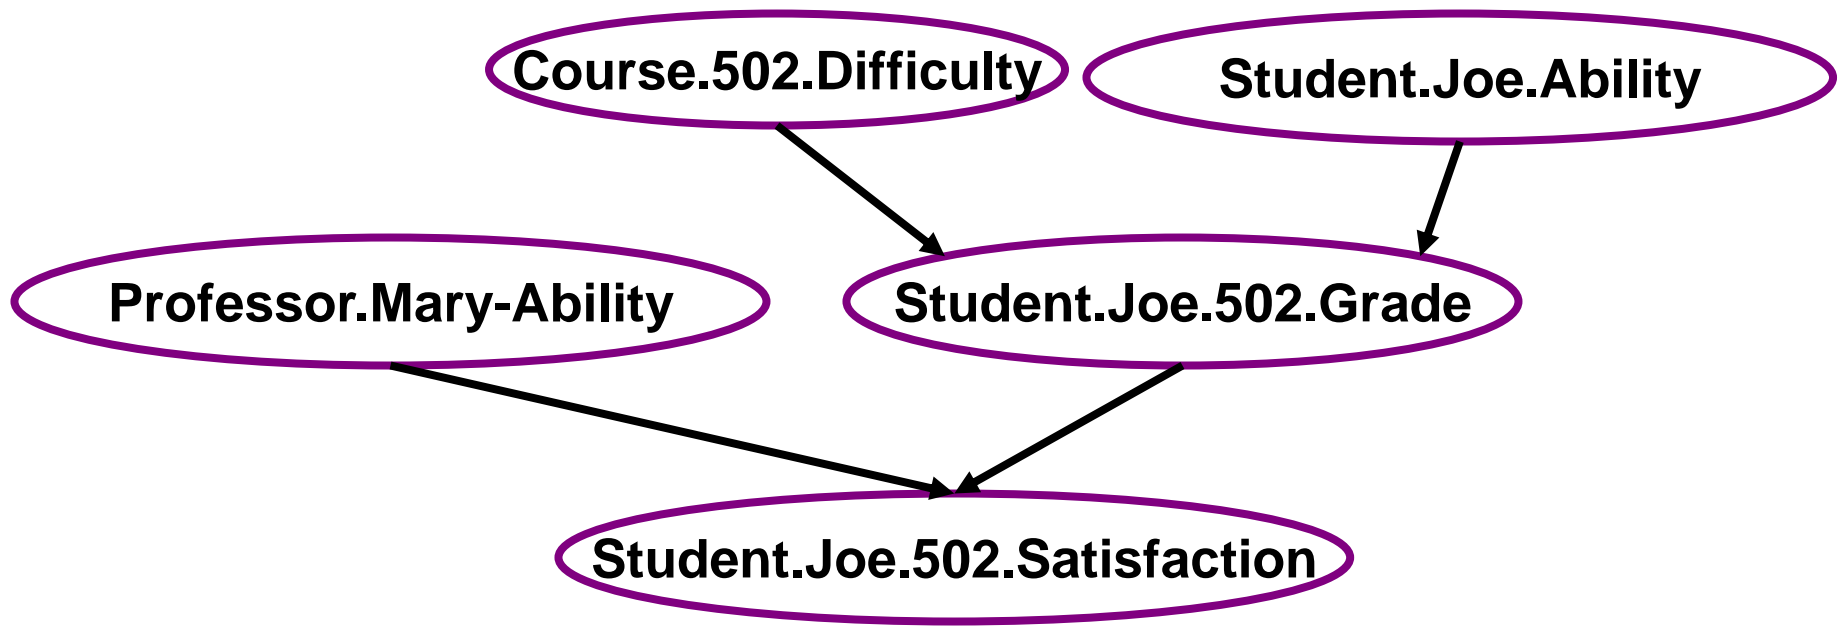 Course.502.Difficulty
Student.Joe.Ability
Professor.Mary-Ability
Student.Joe.502.Grade
Student.Joe.502.Satisfaction